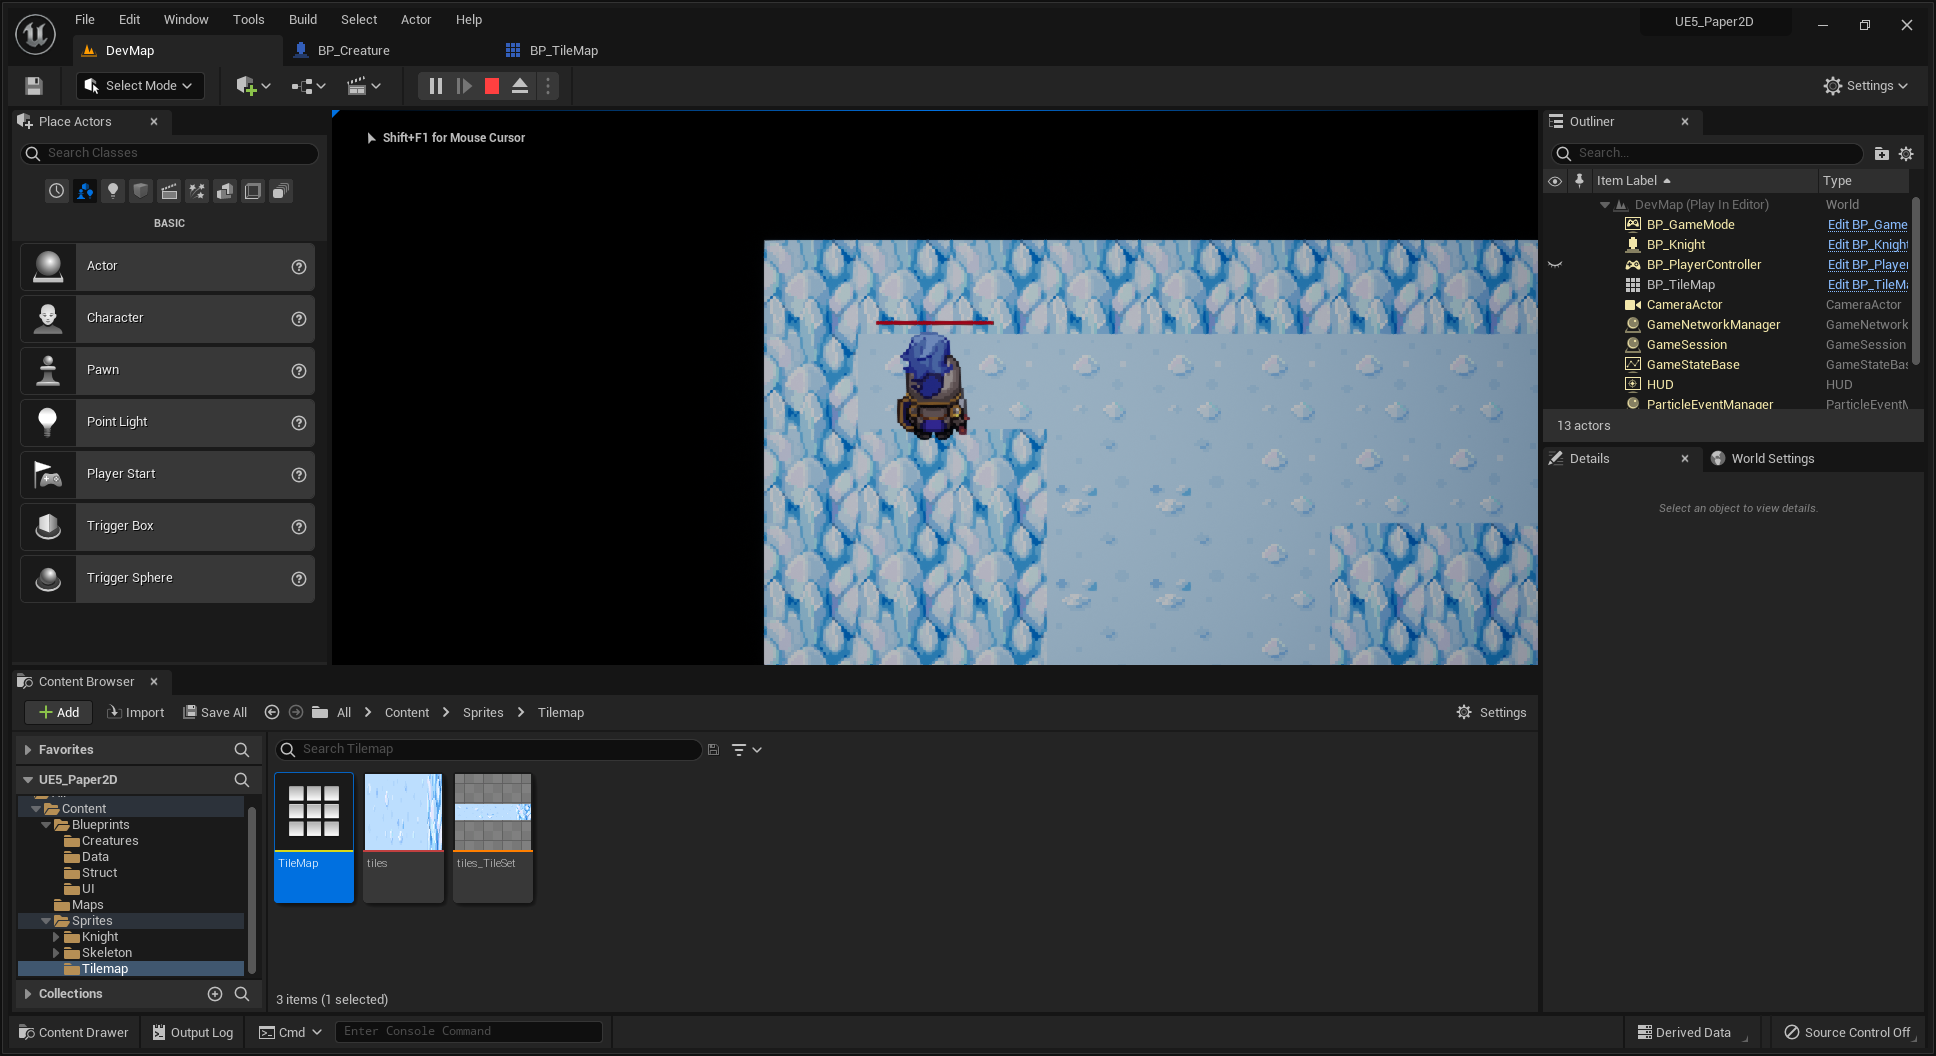 File Edit Window Tools Build Select Actor Help
UE5_Paper2D
DevMap
BP_Creature
BP_TileMap
Select Mode
Settings
Place Actors
Search Classes
BASIC
Actor
Character
Pawn
Point Light
Player Start
Trigger Box
Trigger Sphere
Shift+F1 for Mouse Cursor
Outliner
Search...
Item Label Type
DevMap (Play In Editor) World
BP_GameMode Edit BP_Game
BP_Knight Edit BP_Knight
BP_PlayerController Edit BP_Player
BP_TileMap Edit BP_TileMa
CameraActor CameraActor
GameNetworkManager GameNetwork
GameSession GameSession
GameStateBase GameStateBas
HUD HUD
ParticleEventManager ParticleEventM
13 actors
Details
World Settings
Select an object to view details.
Content Browser
Add Import Save All All Content Sprites Tilemap Settings
Favorites
UE5_Paper2D
All
Content
Blueprints
Creatures
Data
Struct
UI
Maps
Sprites
Knight
Skeleton
Tilemap
Collections
Search Tilemap
TileMap
tiles
tiles_TileSet
3 items (1 selected)
Content Drawer
Output Log
Cmd
Enter Console Command
Derived Data
Source Control Off